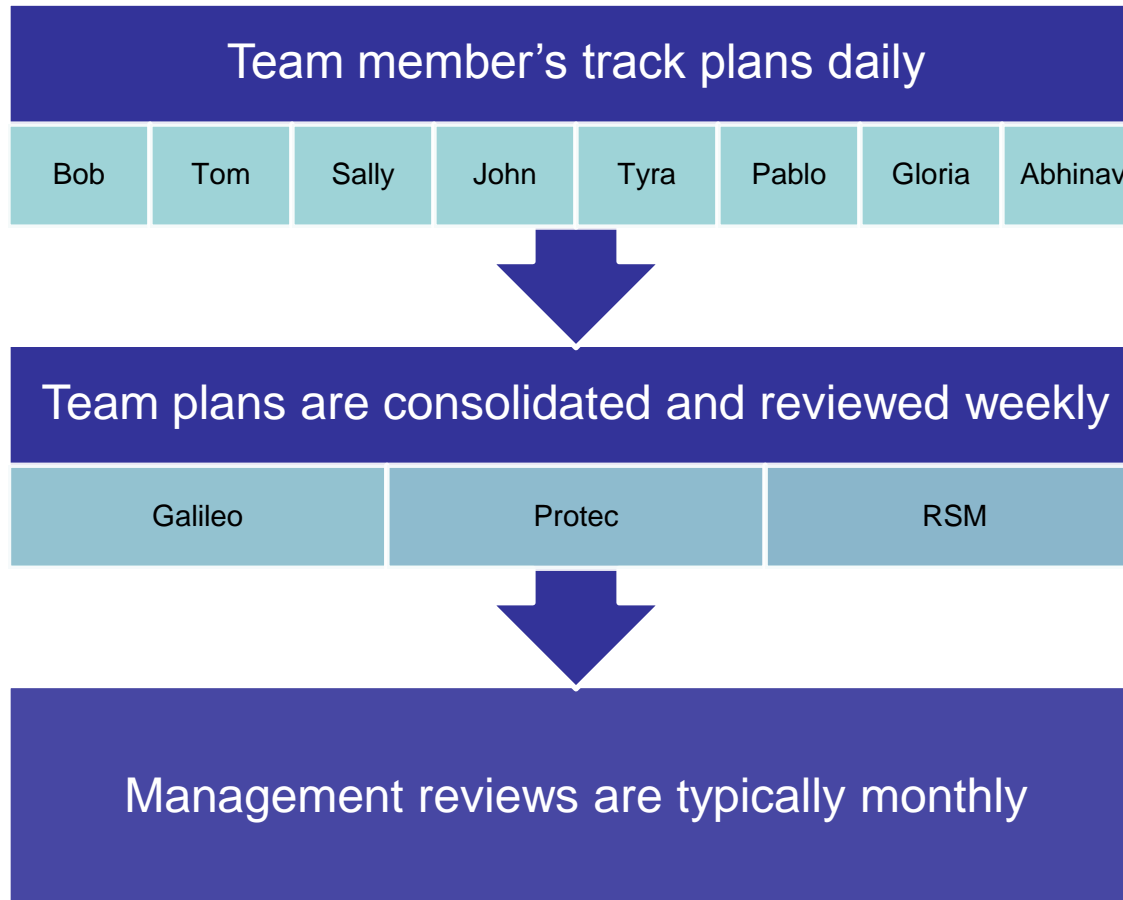 Team member’s track plans daily
Bob Tom Sally John Tyra Pablo Gloria Abhinav
Team plans are consolidated and reviewed weekly
Galileo Protec RSM
Management reviews are typically monthly